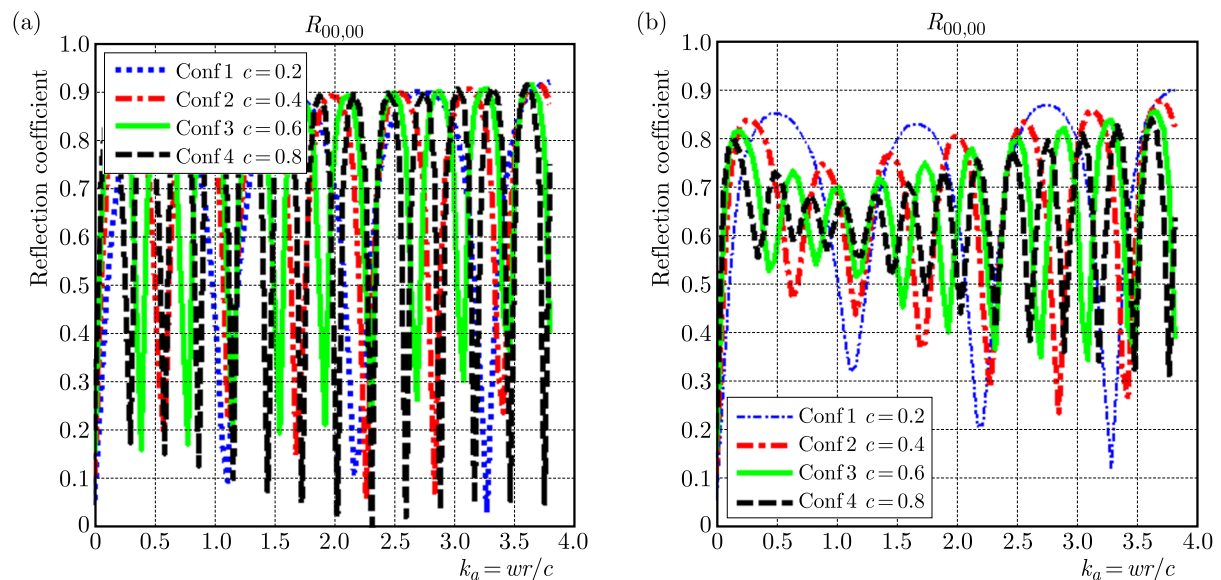 (a)
R00,00
Reflection coefficient
1.0
0.9
0.8
0.7
0.6
0.5
0.4
0.3
0.2
0.1
0
Conf 1 c = 0.2
Conf 2 c = 0.4
Conf 3 c = 0.6
Conf 4 c = 0.8
0 0.5 1.0 1.5 2.0 2.5 3.0 3.5 4.0
ka = wr/c
(b)
R00,00
Reflection coefficient
1.0
0.9
0.8
0.7
0.6
0.5
0.4
0.3
0.2
0.1
0
Conf 1 c = 0.2
Conf 2 c = 0.4
Conf 3 c = 0.6
Conf 4 c = 0.8
0 0.5 1.0 1.5 2.0 2.5 3.0 3.5 4.0
ka = wr/c